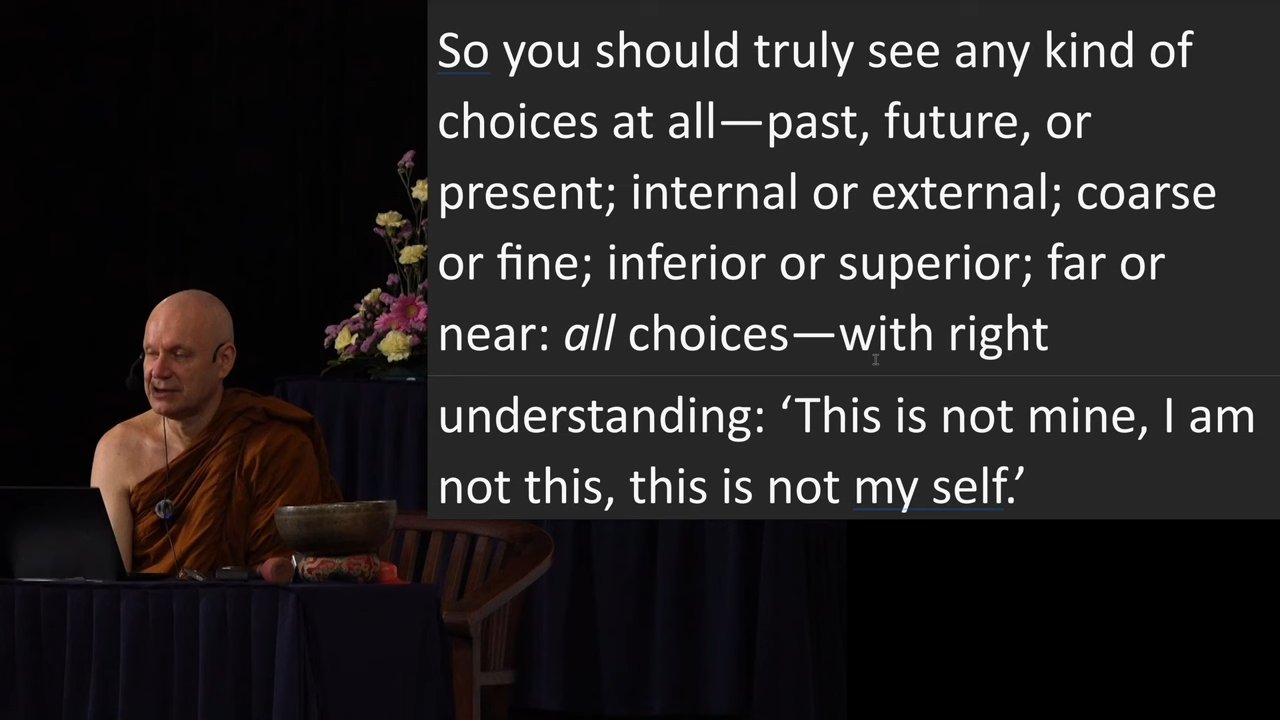 So you should truly see any kind of
choices at all—past, future, or
present; internal or external; coarse
or fine; inferior or superior; far or
near: all choices—with right
understanding: ‘This is not mine, I am
not this, this is not my self.’